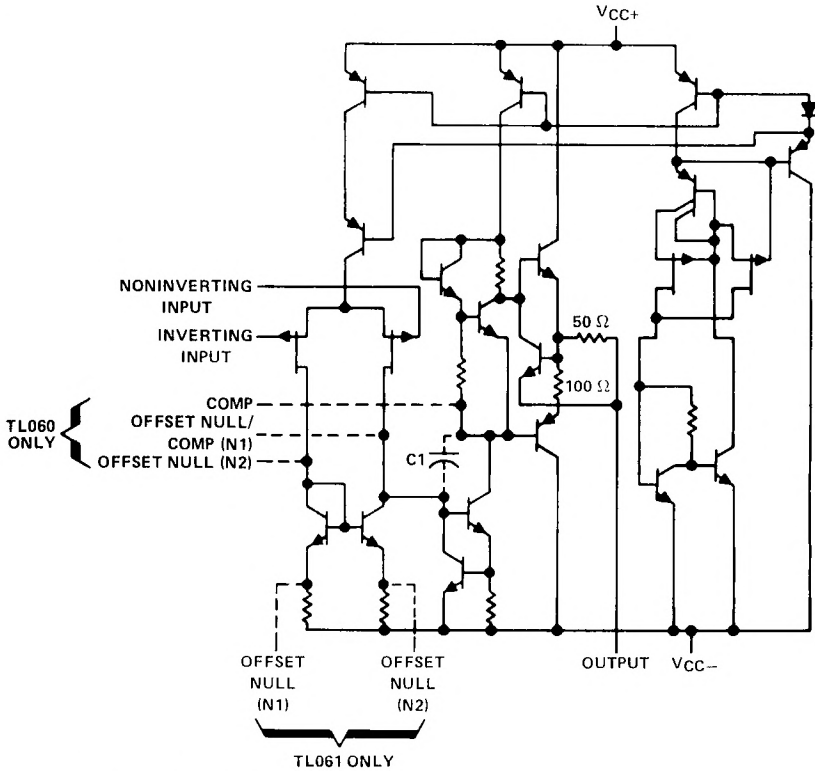 VCC+
NONINVERTING
INPUT
INVERTING
INPUT
50 Ω
100 Ω
TL060
ONLY
COMP
OFFSET NULL/
COMP (N1)
OFFSET NULL (N2)
C1
OFFSET
NULL
(N1)
OFFSET
NULL
(N2)
OUTPUT
VCC–
TL061 ONLY